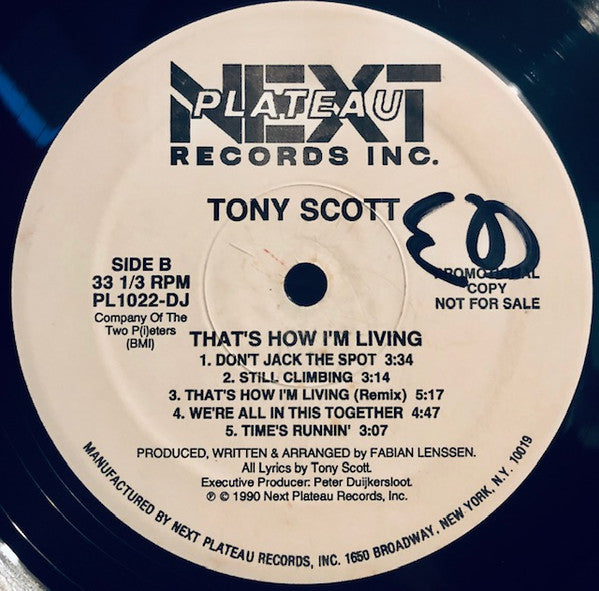 NEXT
PLATEAU
RECORDS INC.
TONY SCOTT
ED
SIDE B
33 1/3 RPM
PL1022-DJ
Company Of The
Two P(i)eters
(BMI)
PROMOTIONAL
COPY
NOT FOR SALE
THAT'S HOW I'M LIVING
1. DON'T JACK THE SPOT 3:34
2. STILL CLIMBING 3:14
3. THAT'S HOW I'M LIVING (Remix) 5:17
4. WE'RE ALL IN THIS TOGETHER 4:47
5. TIME'S RUNNIN' 3:07
PRODUCED, WRITTEN & ARRANGED by FABIAN LENSSEN.
All Lyrics by Tony Scott.
Executive Producer: Peter Duijkersloot.
℗ © 1990 Next Plateau Records, Inc.
MANUFACTURED BY NEXT PLATEAU RECORDS, INC. 1650 BROADWAY, NEW YORK, N.Y. 10019